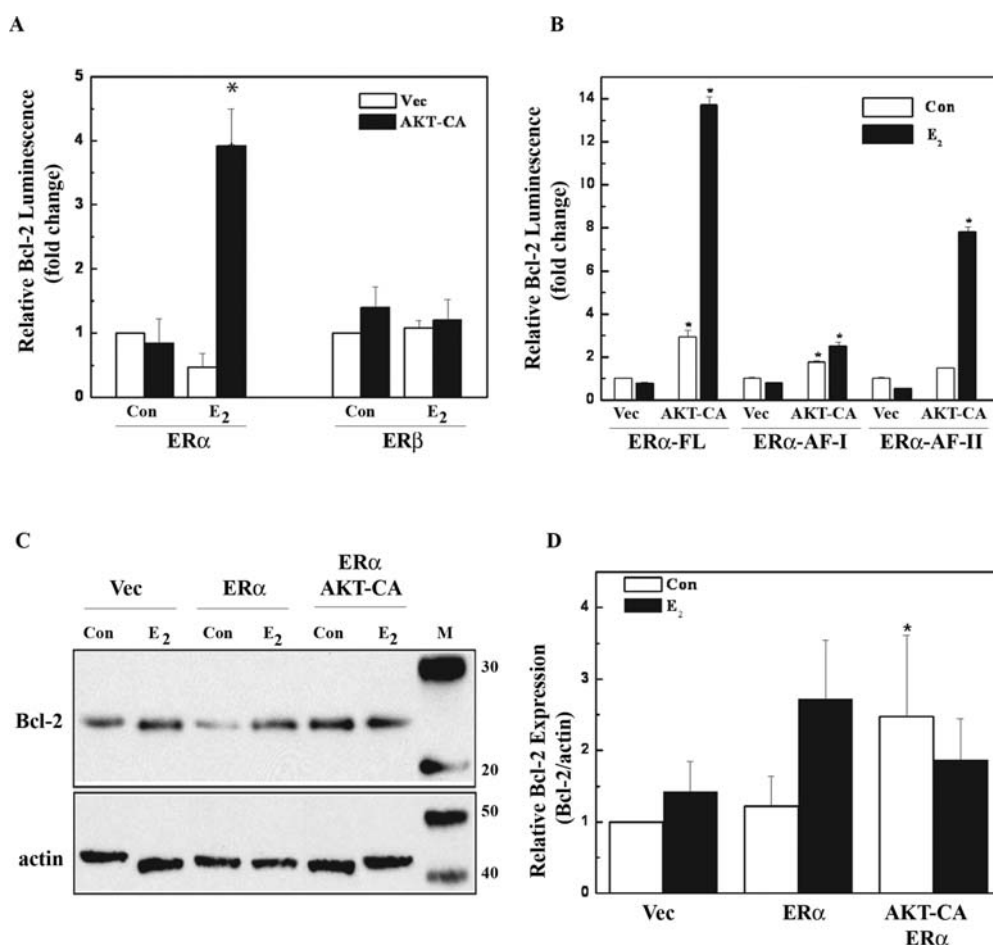 A
Relative Bcl-2 Luminescence
(fold change)
5
4
3
2
1
0
*
Vec
AKT-CA
Con
E₂
Con
E₂
ERα
ERβ
B
Relative Bcl-2 Luminescence
(fold change)
14
12
10
8
6
4
2
0
Con
E₂
*
*
*
*
*
Vec
AKT-CA
Vec
AKT-CA
Vec
AKT-CA
ERα-FL
ERα-AF-I
ERα-AF-II
C
Vec
ERα
ERα
AKT-CA
Con
E₂
Con
E₂
Con
E₂
M
Bcl-2
30
20
actin
50
40
D
Relative Bcl-2 Expression
(Bcl-2/actin)
4
3
2
1
0
Con
E₂
*
Vec
ERα
AKT-CA
ERα